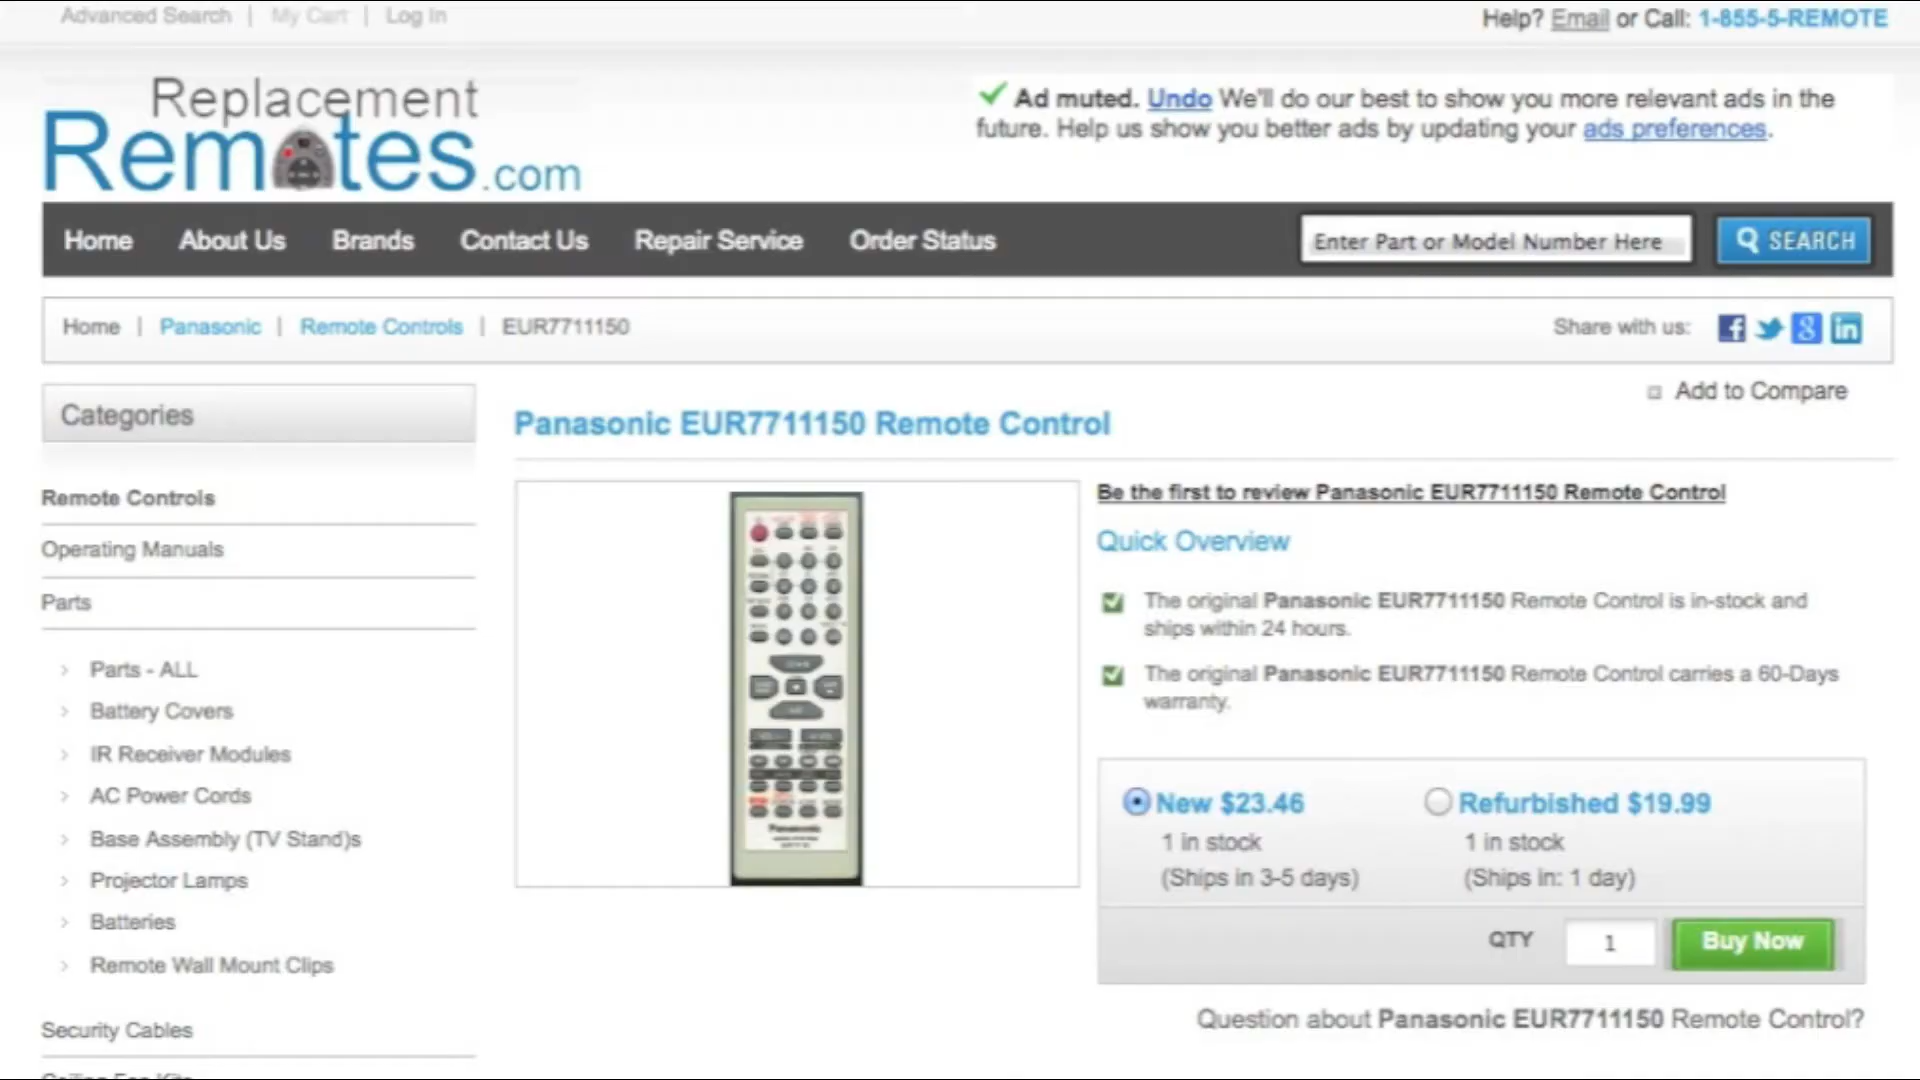 Advanced Search | My Cart | Log In
Help? Email or Call: 1-855-5-REMOTE
Replacement
Remotes.com
Ad muted. Undo We'll do our best to show you more relevant ads in the
future. Help us show you better ads by updating your ads preferences.
Home About Us Brands Contact Us Repair Service Order Status
Enter Part or Model Number Here
SEARCH
Home | Panasonic | Remote Controls | EUR7711150
Share with us:
Add to Compare
Categories
Remote Controls
Operating Manuals
Parts
Parts - ALL
Battery Covers
IR Receiver Modules
AC Power Cords
Base Assembly (TV Stand)s
Projector Lamps
Batteries
Remote Wall Mount Clips
Security Cables
Panasonic EUR7711150 Remote Control
Panasonic
Be the first to review Panasonic EUR7711150 Remote Control
Quick Overview
The original Panasonic EUR7711150 Remote Control is in-stock and
ships within 24 hours.
The original Panasonic EUR7711150 Remote Control carries a 60-Days
warranty.
New $23.46
1 in stock
(Ships in 3-5 days)
Refurbished $19.99
1 in stock
(Ships in: 1 day)
QTY 1 Buy Now
Question about Panasonic EUR7711150 Remote Control?